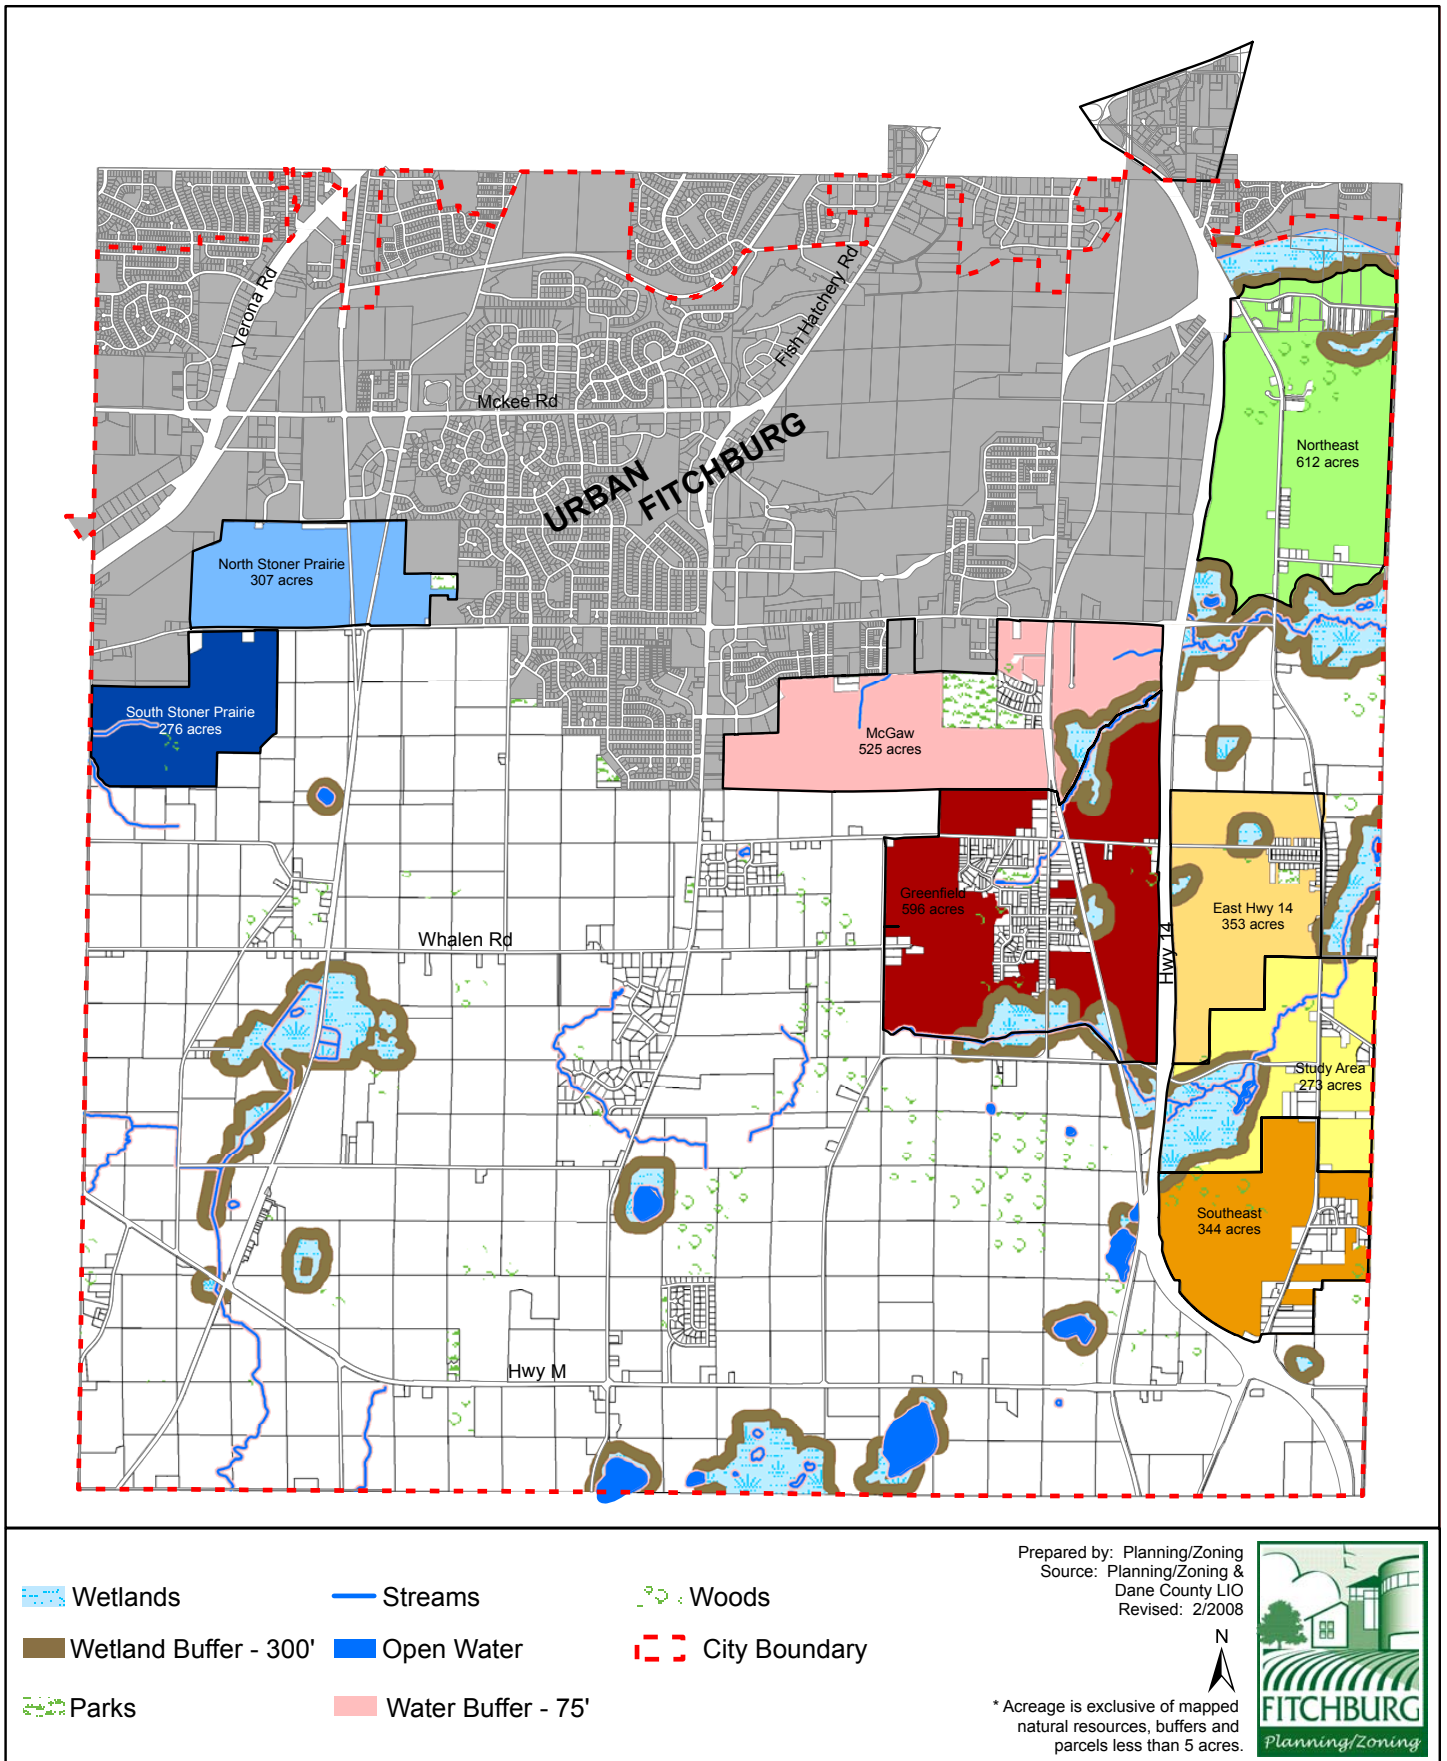 Verona Rd
Fish Hatchery Rd
Mckee Rd
URBAN
FITCHBURG
Northeast
612 acres
North Stoner Prairie
307 acres
South Stoner Prairie
276 acres
McGaw
525 acres
Greenfield
596 acres
East Hwy 14
353 acres
Whalen Rd
Hwy 14
Study Area
273 acres
Southeast
344 acres
Hwy M
Wetlands
Streams
Woods
Wetland Buffer - 300'
Open Water
City Boundary
Parks
Water Buffer - 75'
Prepared by: Planning/Zoning
Source: Planning/Zoning &
Dane County LIO
Revised: 2/2008
N
* Acreage is exclusive of mapped
natural resources, buffers and
parcels less than 5 acres.
FITCHBURG
Planning/Zoning